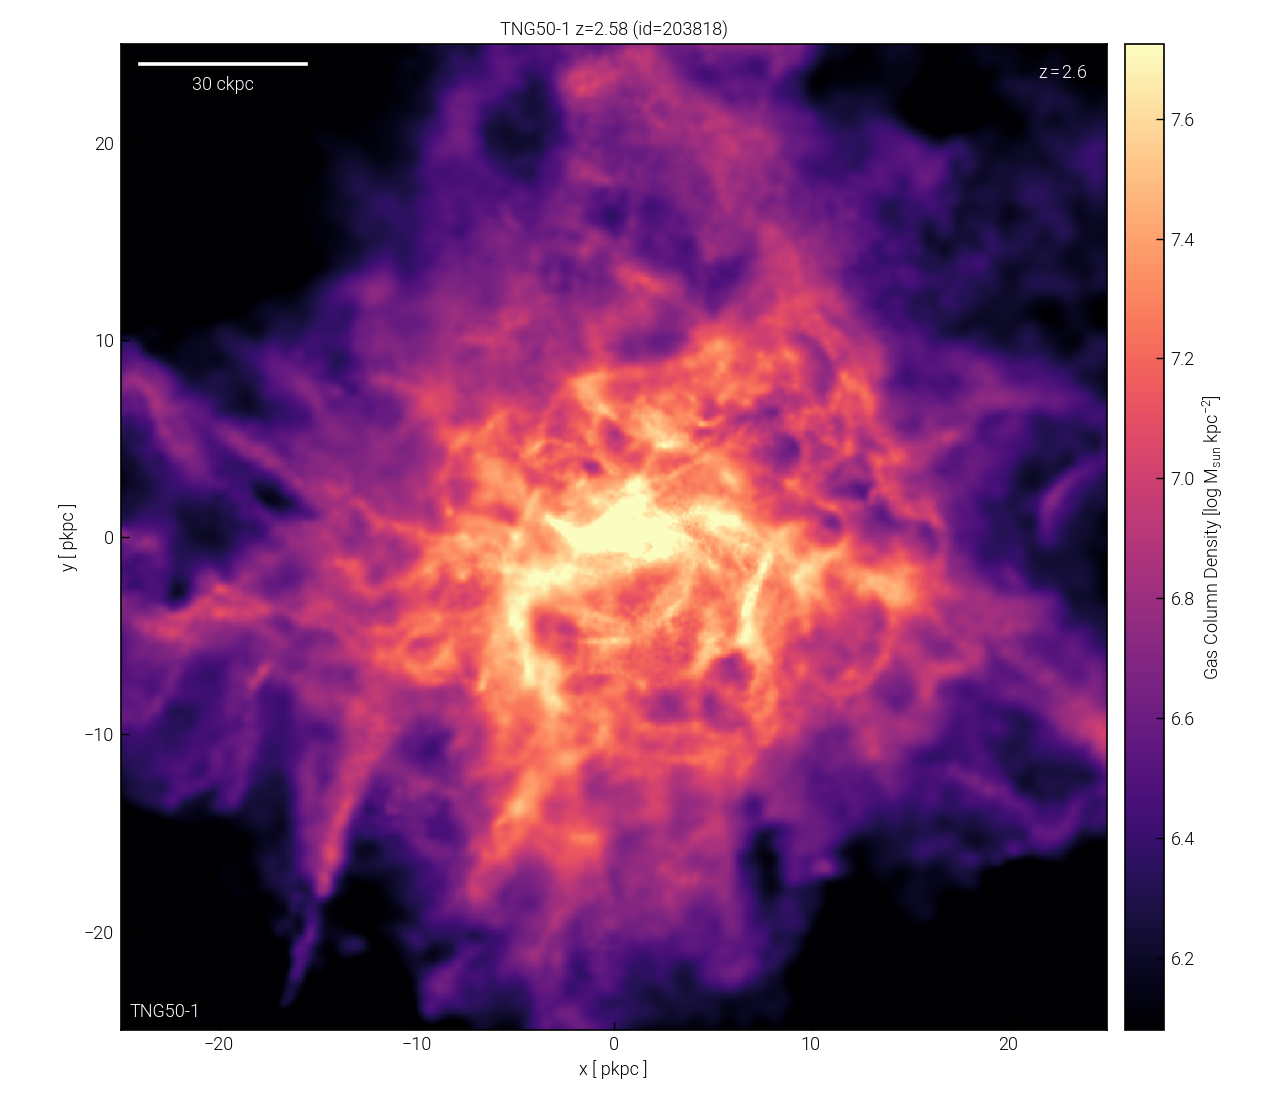 TNG50-1 z=2.58 (id=203818)
30 ckpc
z=2.6
TNG50-1
20
10
0
−10
−20
y [ pkpc ]
−20
−10
0
10
20
x [ pkpc ]
7.6
7.4
7.2
7.0
6.8
6.6
6.4
6.2
Gas Column Density [log M_sun kpc^−2]